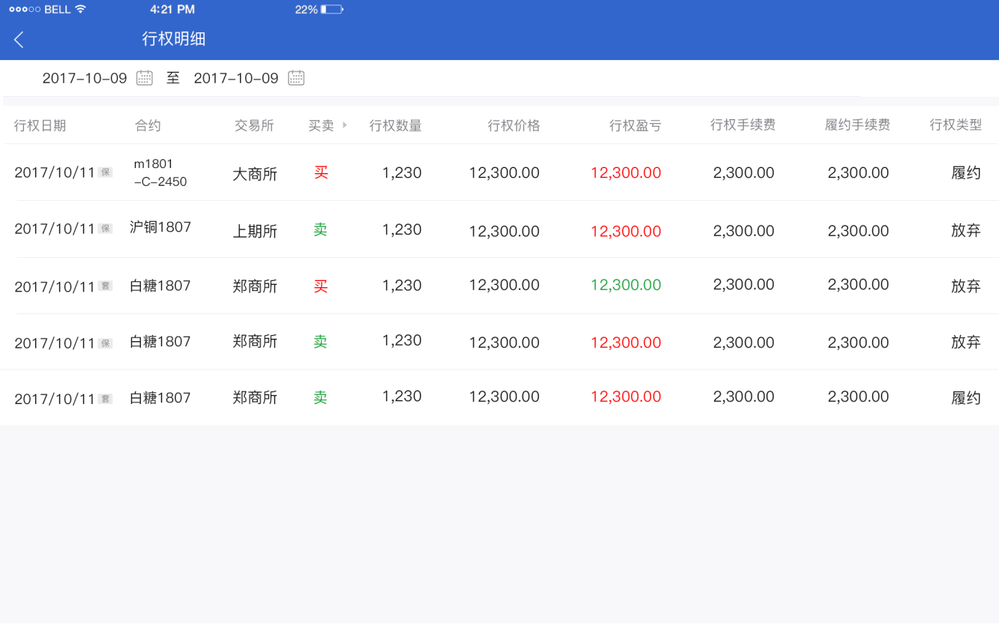 BELL 4:21 PM 22%
行权明细
2017-10-09 至 2017-10-09
行权日期 合约 交易所 买卖 行权数量 行权价格 行权盈亏 行权手续费 履约手续费 行权类型
2017/10/11 保 m1801 -C-2450 大商所 买 1,230 12,300.00 12,300.00 2,300.00 2,300.00 履约
2017/10/11 保 沪铜1807 上期所 卖 1,230 12,300.00 12,300.00 2,300.00 2,300.00 放弃
2017/10/11 套 白糖1807 郑商所 买 1,230 12,300.00 12,300.00 2,300.00 2,300.00 放弃
2017/10/11 保 白糖1807 郑商所 卖 1,230 12,300.00 12,300.00 2,300.00 2,300.00 放弃
2017/10/11 套 白糖1807 郑商所 卖 1,230 12,300.00 12,300.00 2,300.00 2,300.00 履约